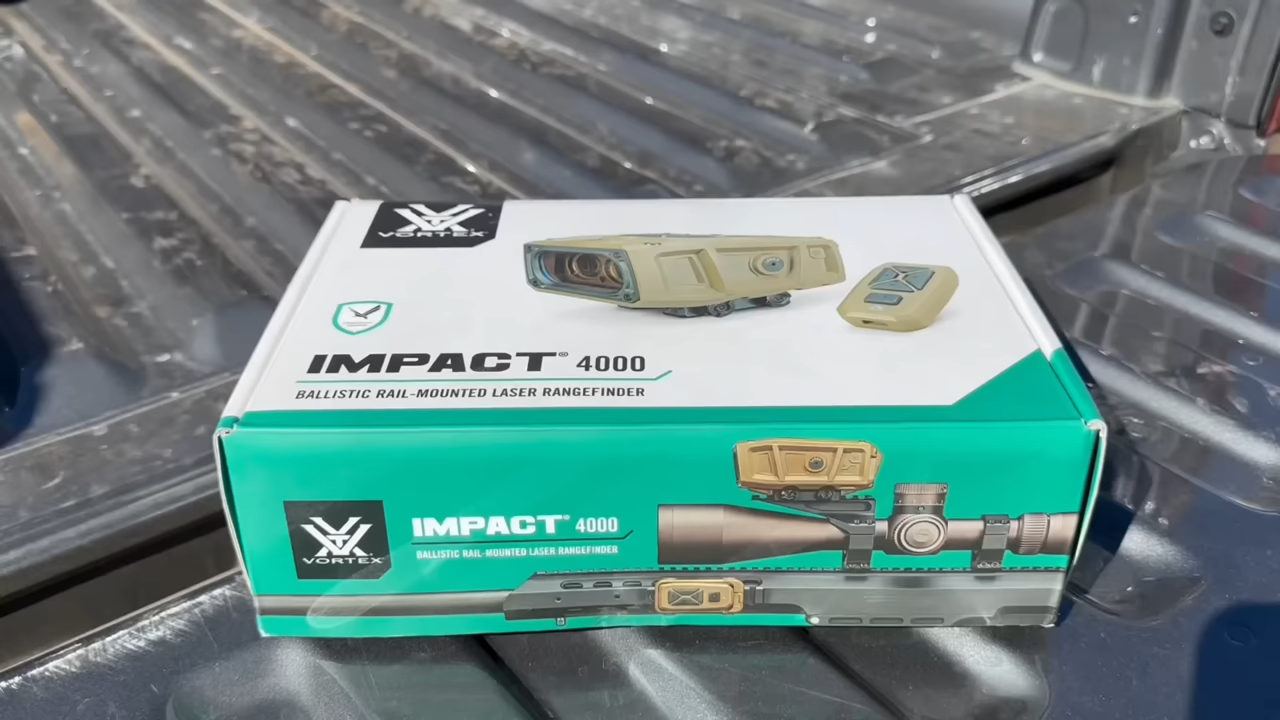 VORTEX
IMPACT® 4000
BALLISTIC RAIL-MOUNTED LASER RANGEFINDER
VORTEX
IMPACT® 4000
BALLISTIC RAIL-MOUNTED LASER RANGEFINDER